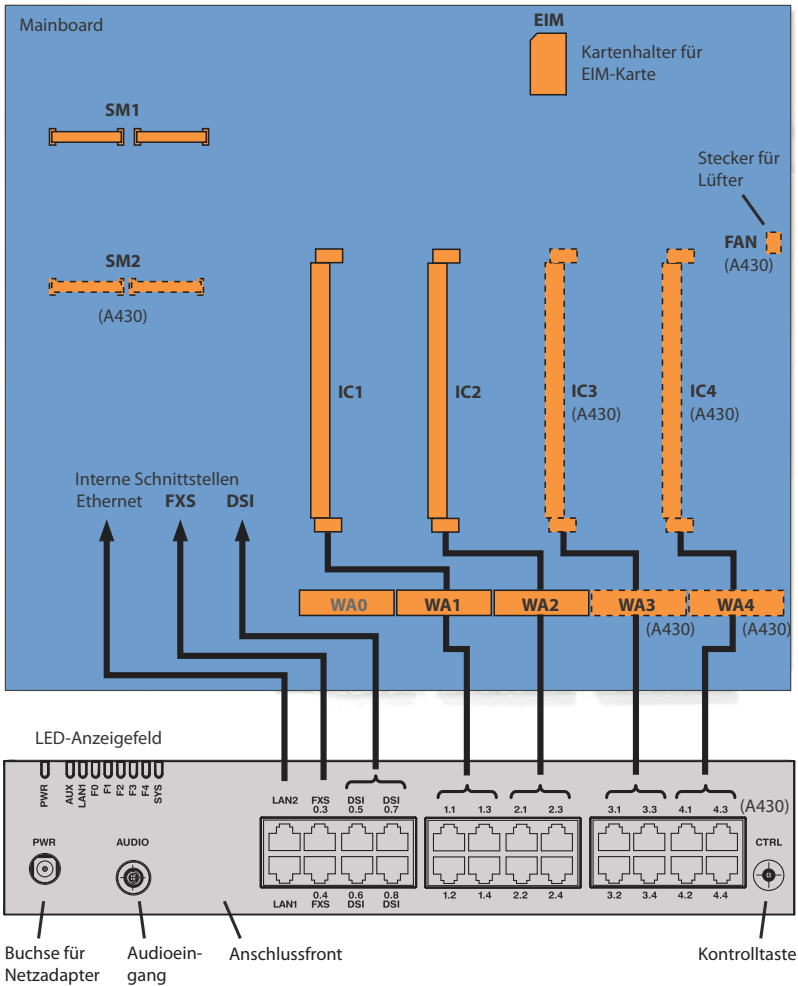 Mainboard
EIM
Kartenhalter für
EIM-Karte
SM1
Stecker für
Lüfter
FAN
(A430)
SM2
(A430)
IC1
IC2
IC3
(A430)
IC4
(A430)
Interne Schnittstellen
Ethernet FXS DSI
WA0 WA1 WA2 WA3 WA4
(A430) (A430)
LED-Anzeigefeld
PWR AUX LAN1 F0 F1 F2 F3 F4 SYS
LAN2 FXS DSI DSI
0.3 0.5 0.7 1.1 1.3 2.1 2.3 3.1 3.3 4.1 4.3 (A430)
PWR AUDIO CTRL
0.4 0.6 0.8 1.2 1.4 2.2 2.4 3.2 3.4 4.2 4.4
LAN1 FXS DSI DSI
Buchse für
Netzadapter
Audioein-
gang
Anschlussfront
Kontrolltaste